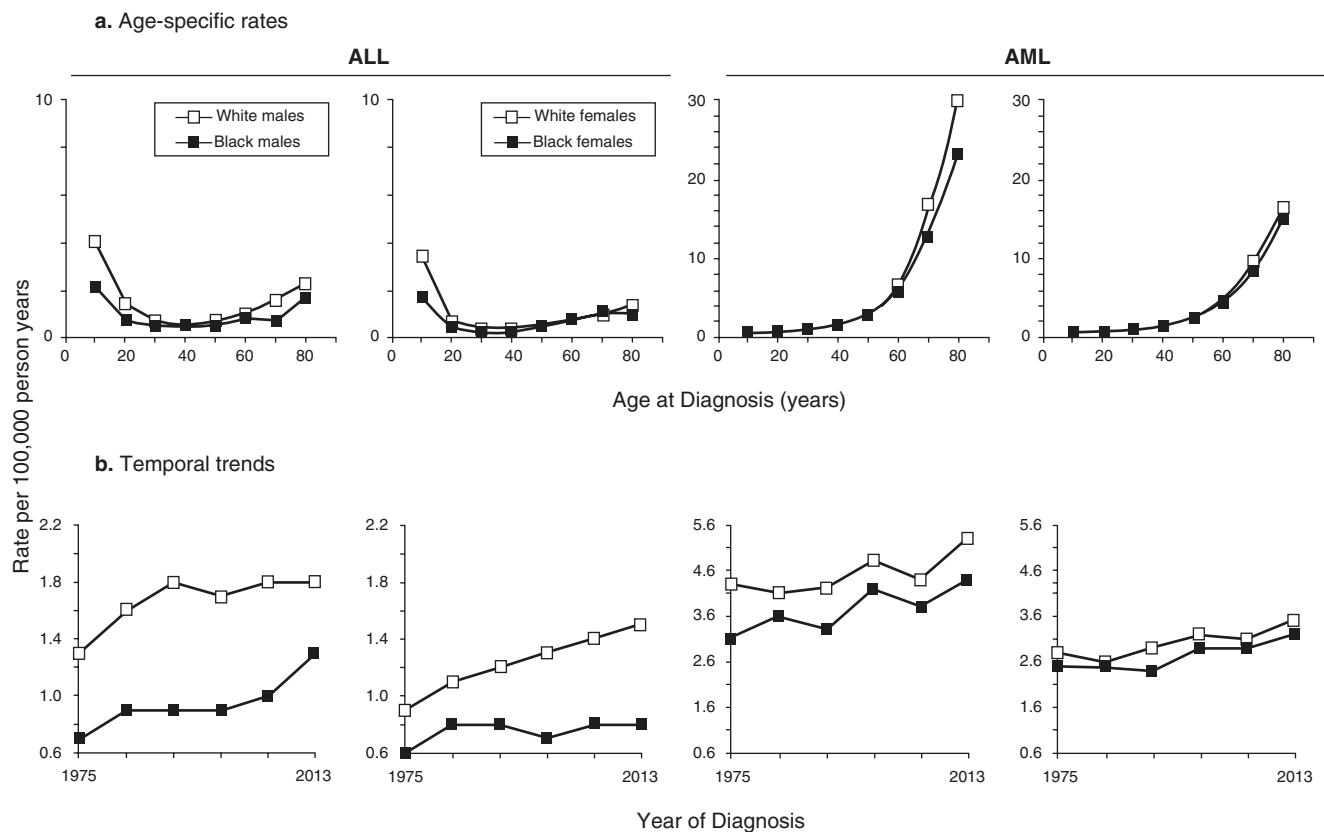 a. Age-specific rates
ALL
AML
10
0
0 20 40 60 80
White males
Black males
10
0
0 20 40 60 80
White females
Black females
30
20
10
0
0 20 40 60 80
30
20
10
0
0 20 40 60 80
Age at Diagnosis (years)
Rate per 100,000 person years
b. Temporal trends
2.2
1.8
1.4
1.0
0.6
1975 2013
2.2
1.8
1.4
1.0
0.6
1975 2013
5.6
4.6
3.6
2.6
1.6
0.6
1975 2013
5.6
4.6
3.6
2.6
1.6
0.6
1975 2013
Year of Diagnosis